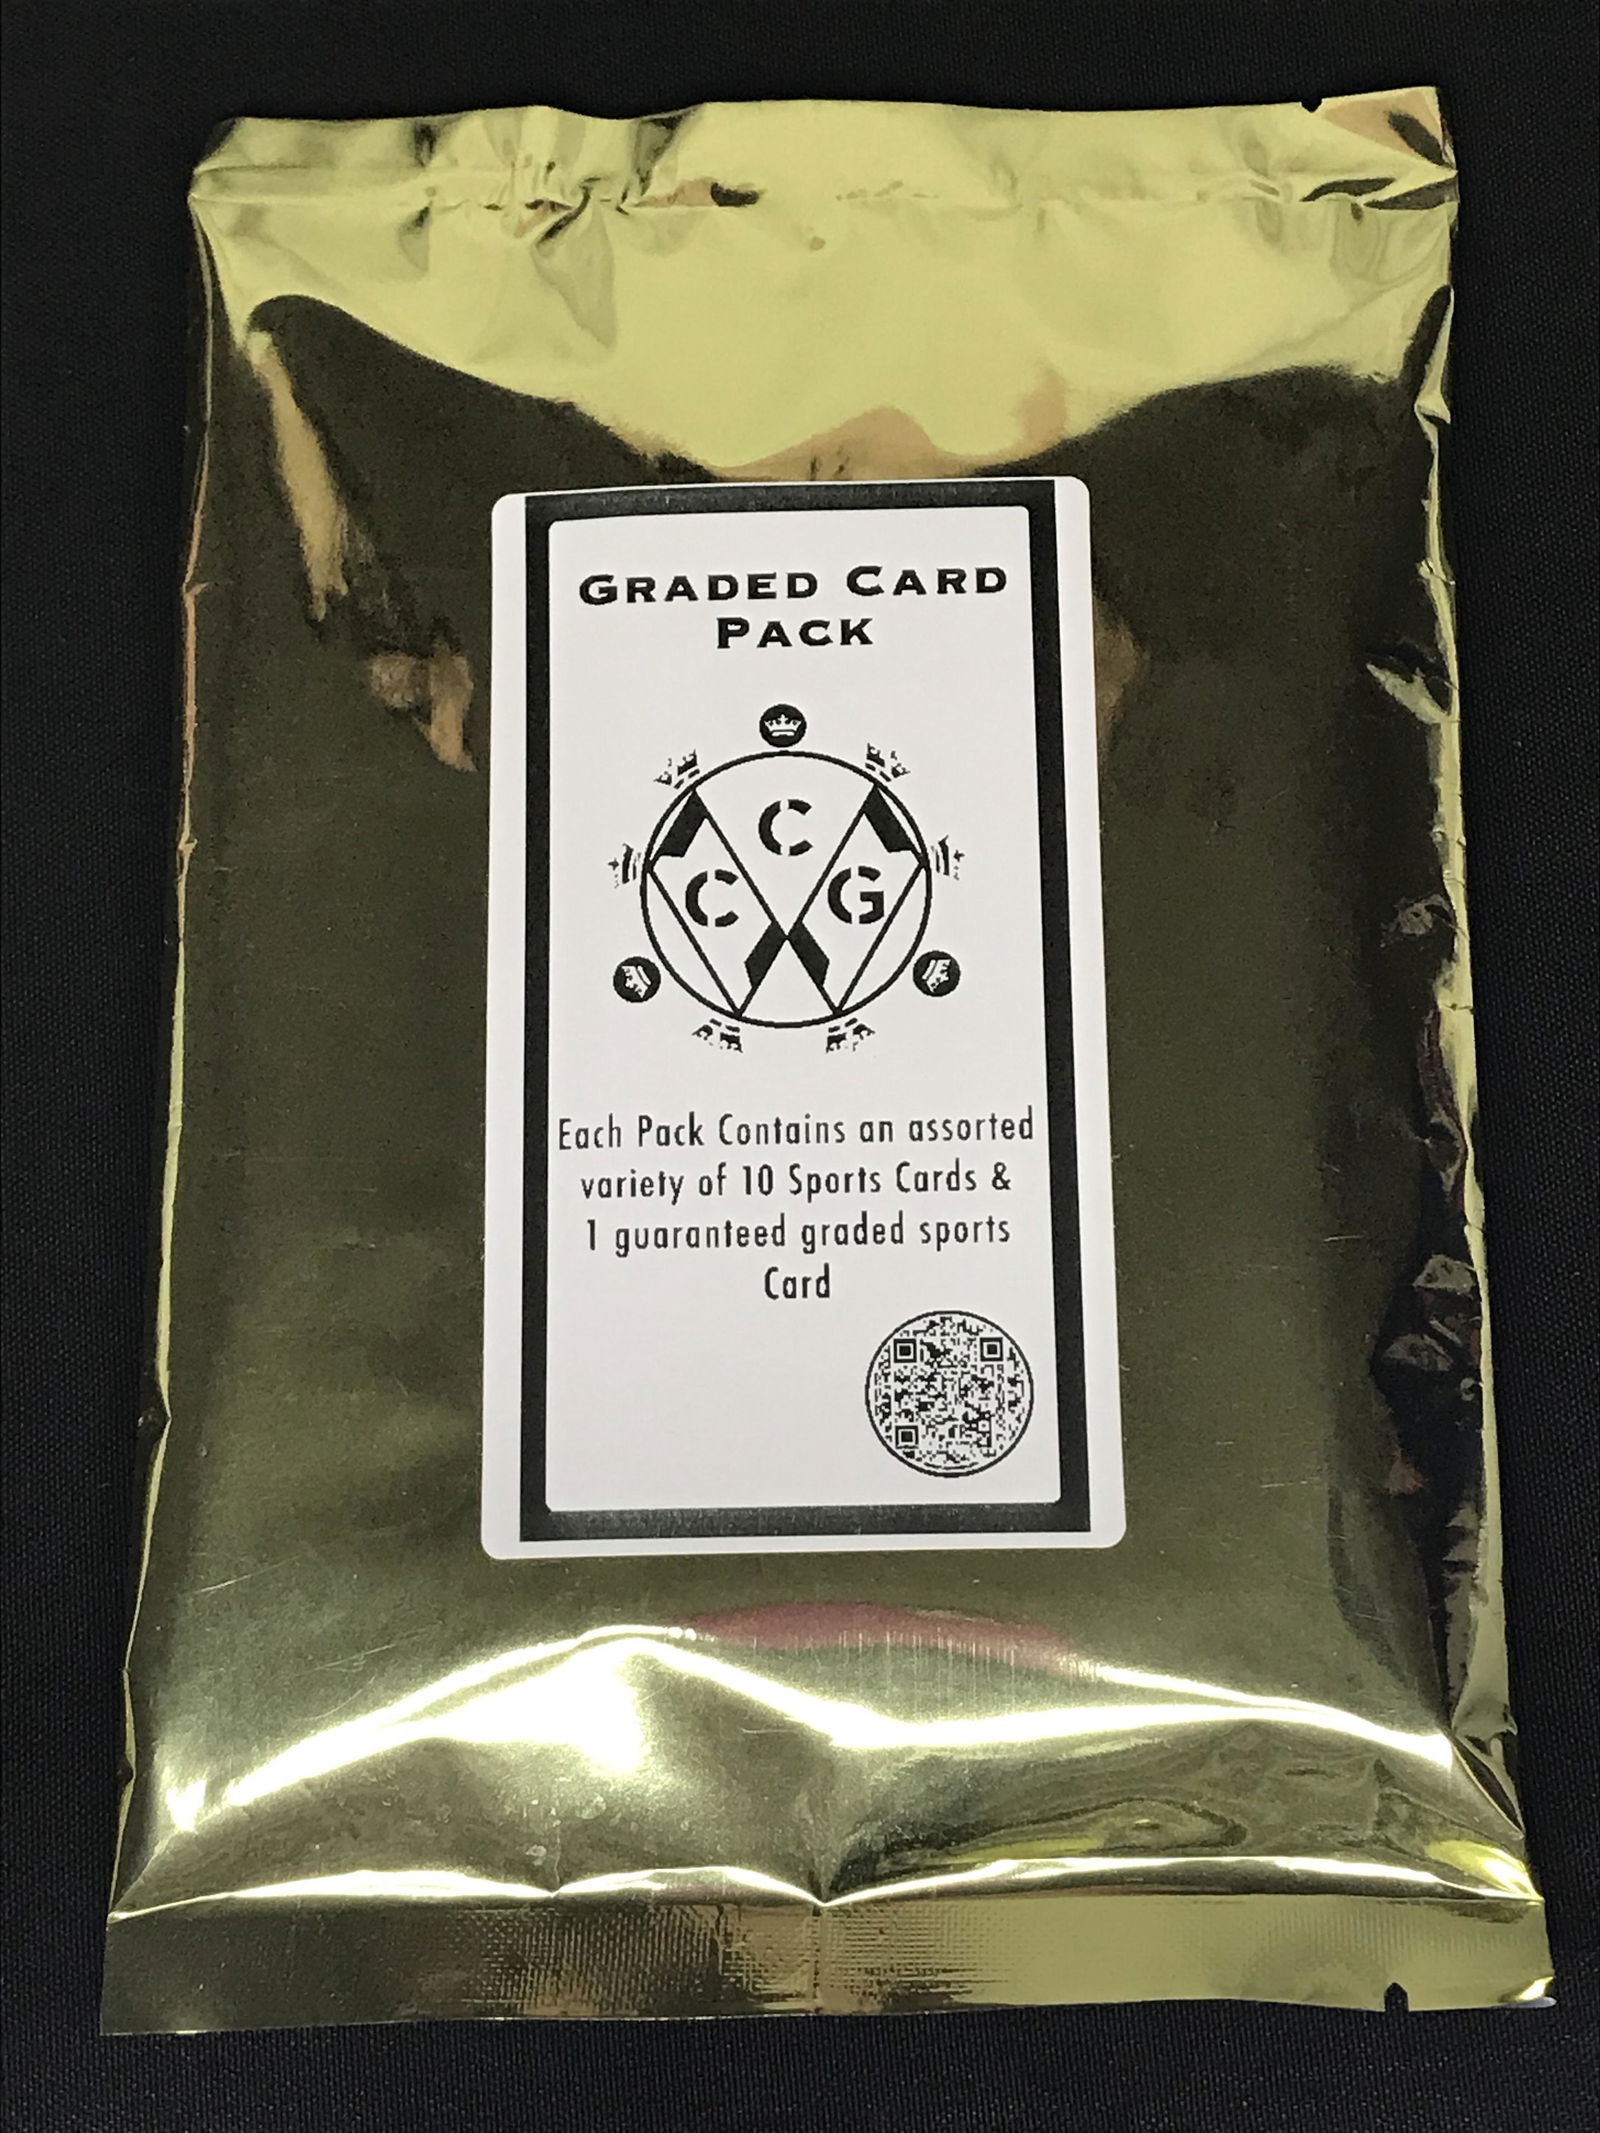 GRADED CARD
PACK
C
C G
Each Pack Contains an assorted
variety of 10 Sports Cards &
1 guaranteed graded sports
Card